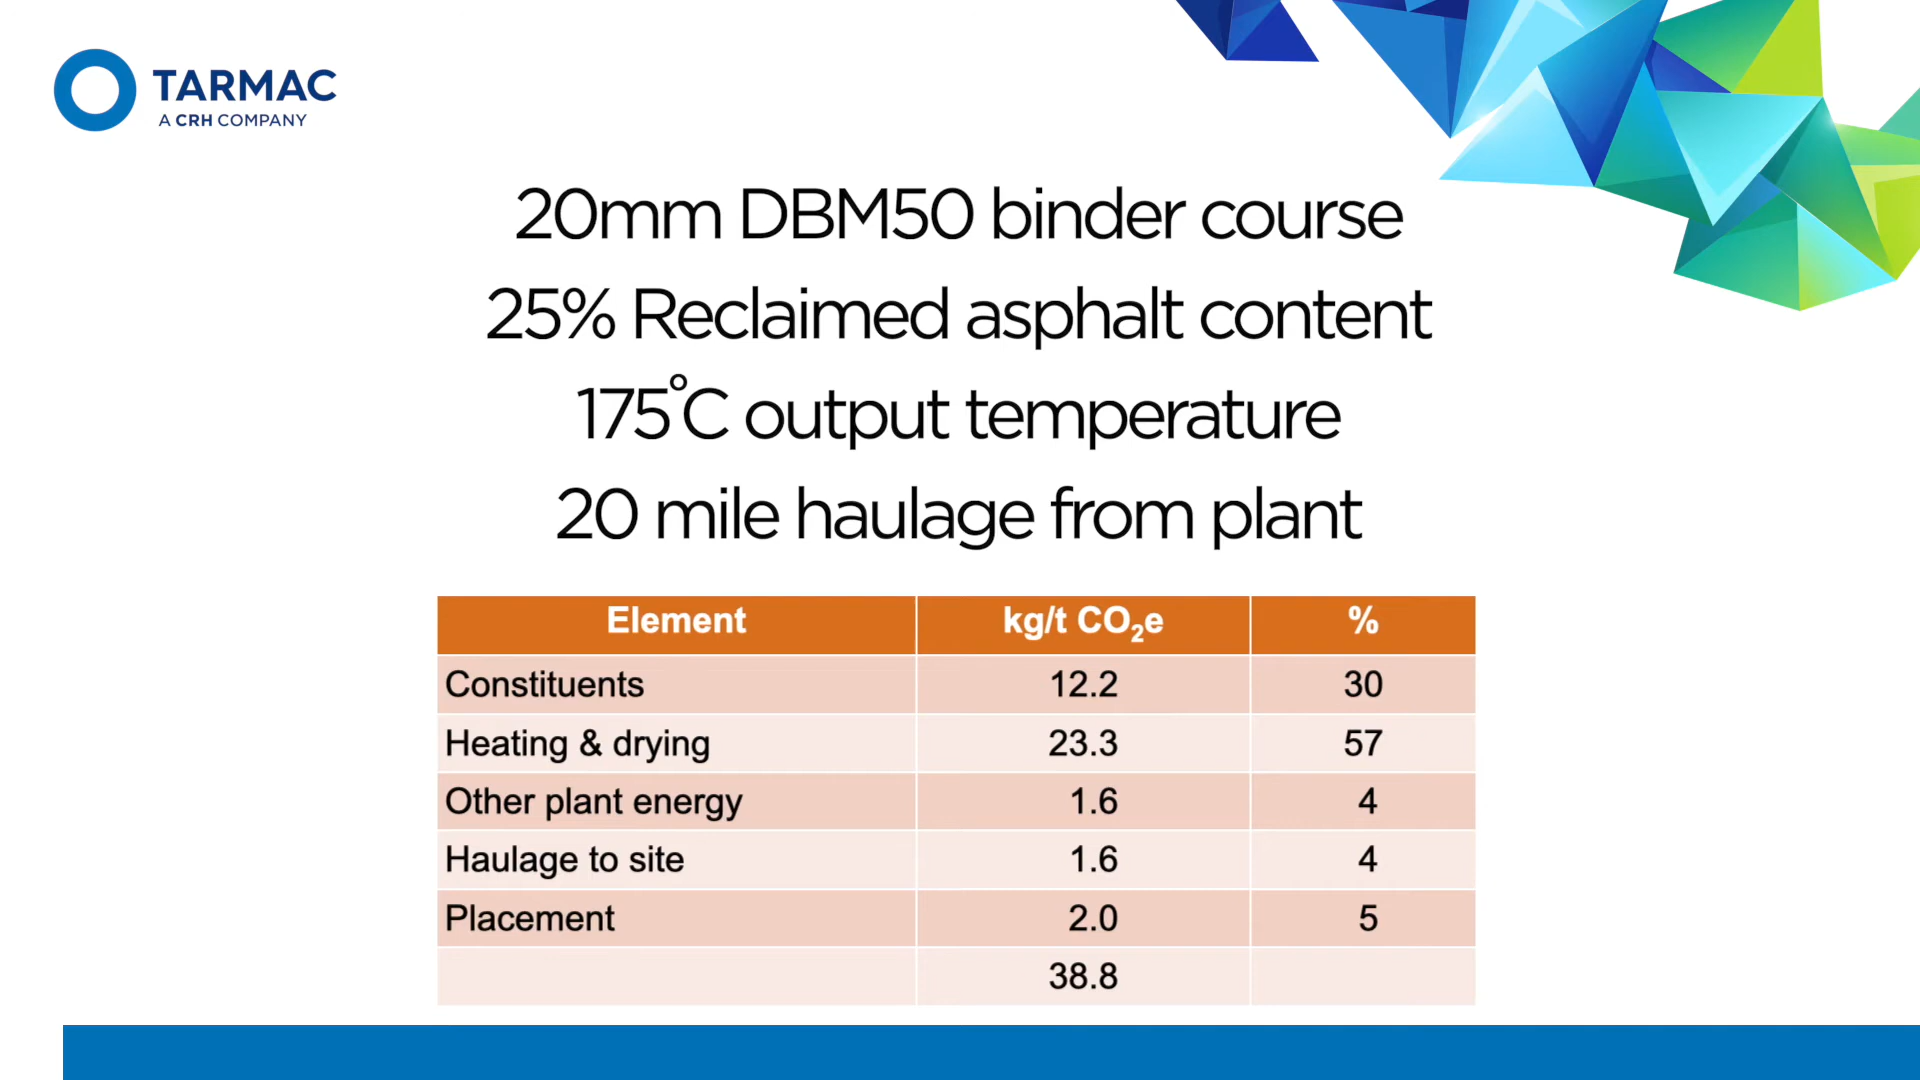 TARMAC
A CRH COMPANY
20mm DBM50 binder course
25% Reclaimed asphalt content
175°C output temperature
20 mile haulage from plant
Element kg/t CO₂e %
Constituents 12.2 30
Heating & drying 23.3 57
Other plant energy 1.6 4
Haulage to site 1.6 4
Placement 2.0 5
38.8